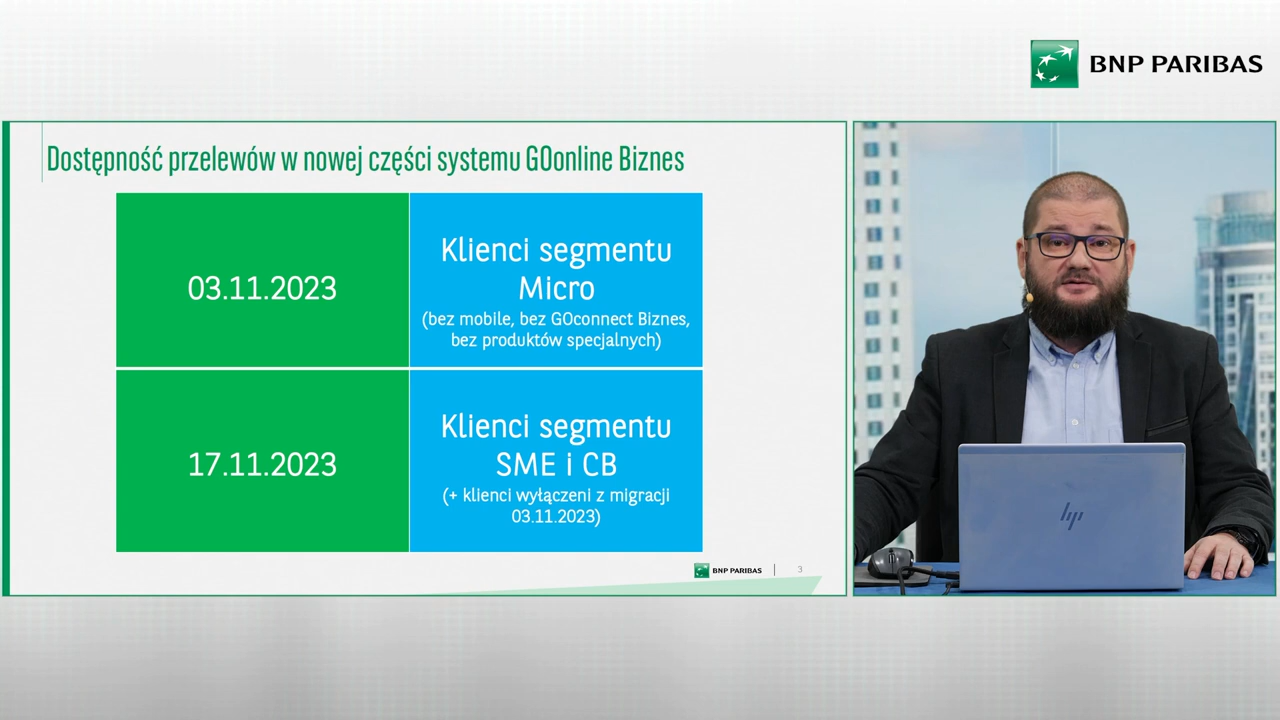 BNP PARIBAS
Dostępność przelewów w nowej części systemu GOonline Biznes
03.11.2023
Klienci segmentu
Micro
(bez mobile, bez GOconnect Biznes,
bez produktów specjalnych)
17.11.2023
Klienci segmentu
SME i CB
(+ klienci wyłączeni z migracji
03.11.2023)
BNP PARIBAS
3
hp